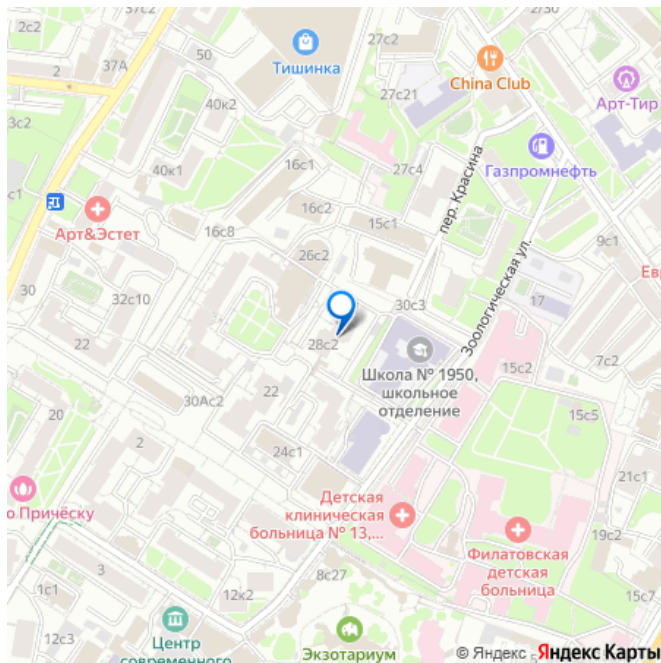 2с2
37с2
27с2
2/30
2
37А
50
Тишинка
China Club
Арт-Тир
40к2
27с21
3с2
Газпромнефть
40к1
16с1
27с4
пер. Красина
с1
16с2
15с1
Арт&Эстет
16с8
26с2
9с1
Зоологическая ул.
Евр
30
32с10
30с3
17
22
28с2
Школа № 1950,
школьное
отделение
15с2
22
30Ас2
20
15с5
2
24с1
21с1
о Причёску
Детская
клиническая
больница № 13,...
Филатовская
детская
больница
19с2
8с27
1с1
12к2
12с3
Центр
современного
Экзотариум
© Яндекс Яндекс Карты